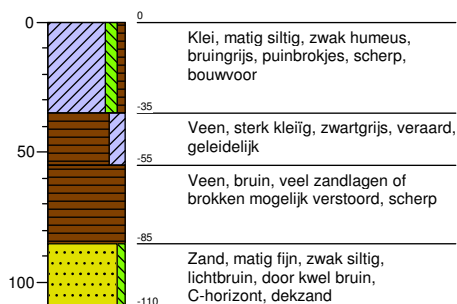 0
0
Klei, matig siltig, zwak humeus,
bruingrijs, puinbrokjes, scherp,
bouwvoor
-35
Veen, sterk kleiïg, zwartgrijs, veraard,
geleidelijk
50
-55
Veen, bruin, veel zandlagen of
brokken mogelijk verstoord, scherp
-85
Zand, matig fijn, zwak siltig,
lichtbruin, door kwel bruin,
C-horizont, dekzand
100
-110